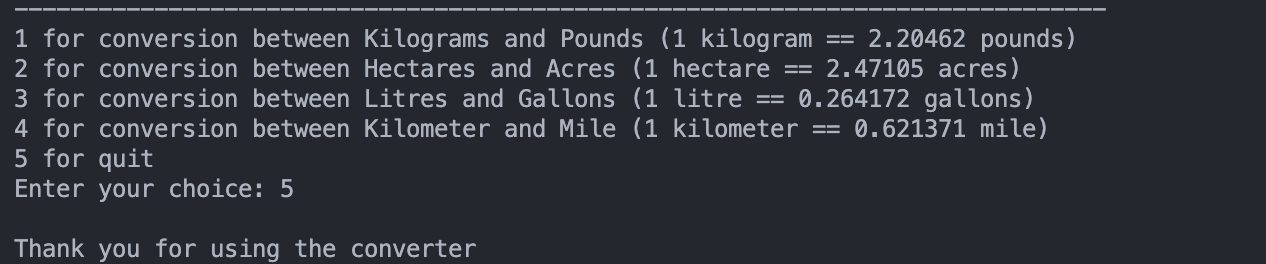 ------------------------------------------------------------------------------
1 for conversion between Kilograms and Pounds (1 kilogram == 2.20462 pounds)
2 for conversion between Hectares and Acres (1 hectare == 2.47105 acres)
3 for conversion between Litres and Gallons (1 litre == 0.264172 gallons)
4 for conversion between Kilometer and Mile (1 kilometer == 0.621371 mile)
5 for quit
Enter your choice: 5
Thank you for using the converter